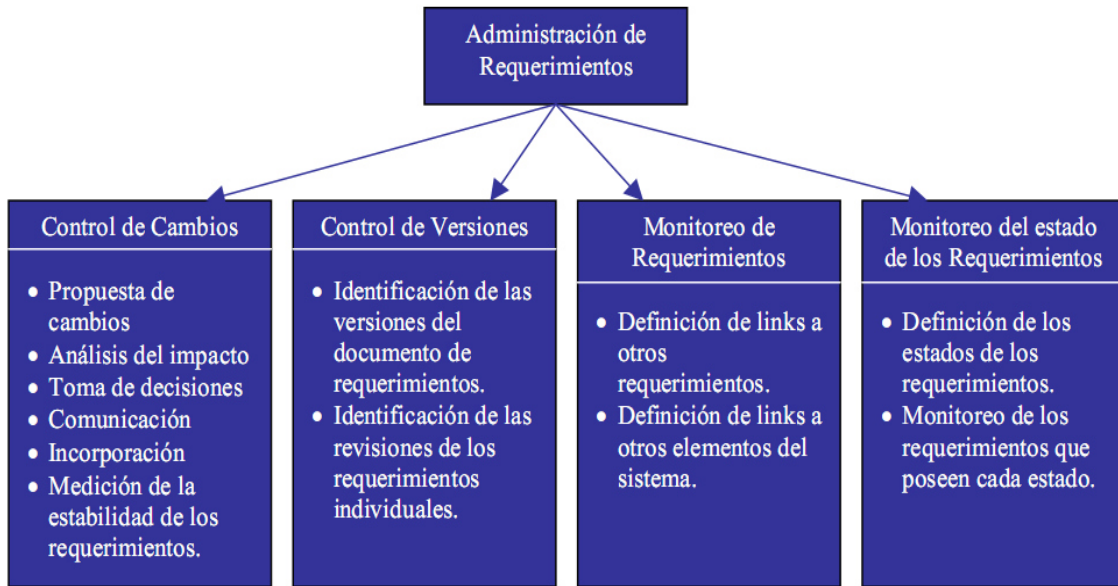 Administración de
Requerimientos
Control de Cambios
• Propuesta de
cambios
• Análisis del impacto
• Toma de decisiones
• Comunicación
• Incorporación
• Medición de la
estabilidad de los
requerimientos.
Control de Versiones
• Identificación de las
versiones del
documento de
requerimientos.
• Identificación de las
revisiones de los
requerimientos
individuales.
Monitoreo de
Requerimientos
• Definición de links a
otros
requerimientos.
• Definición de links a
otros elementos del
sistema.
Monitoreo del estado
de los Requerimientos
• Definición de los
estados de los
requerimientos.
• Monitoreo de los
requerimientos que
poseen cada estado.